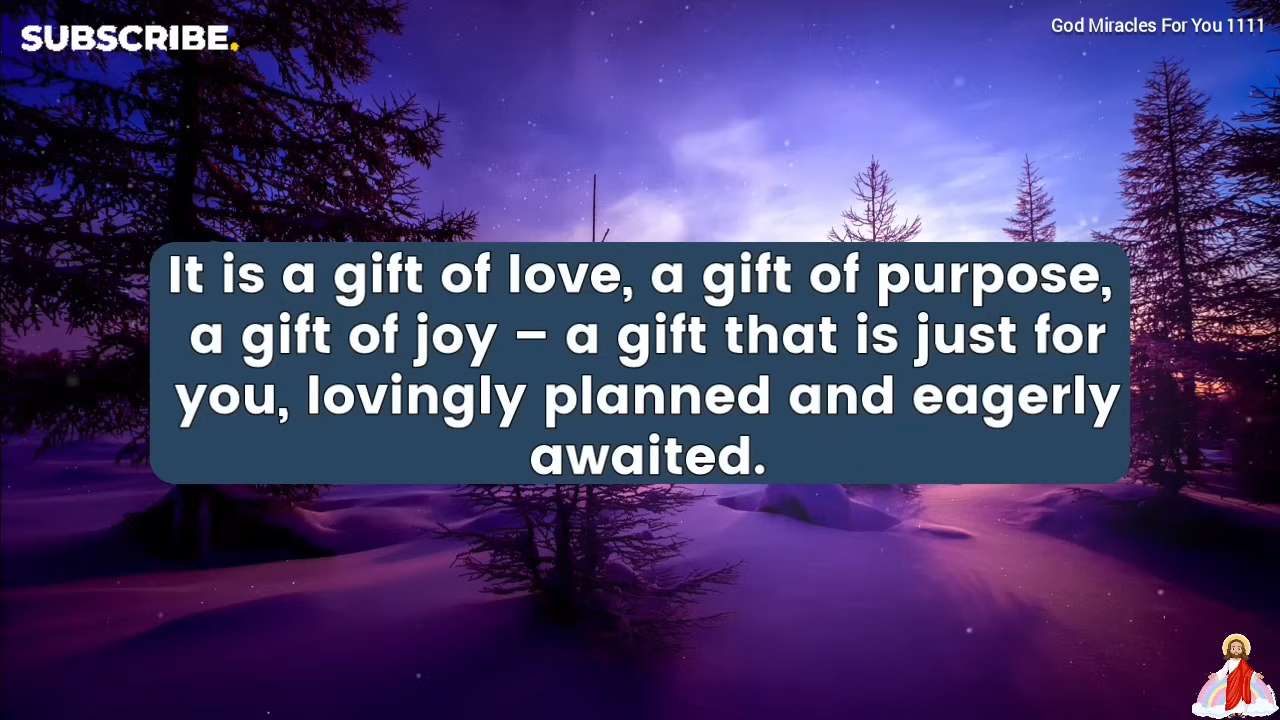 SUBSCRIBE.
God Miracles For You 1111
It is a gift of love, a gift of purpose,
a gift of joy – a gift that is just for
you, lovingly planned and eagerly
awaited.